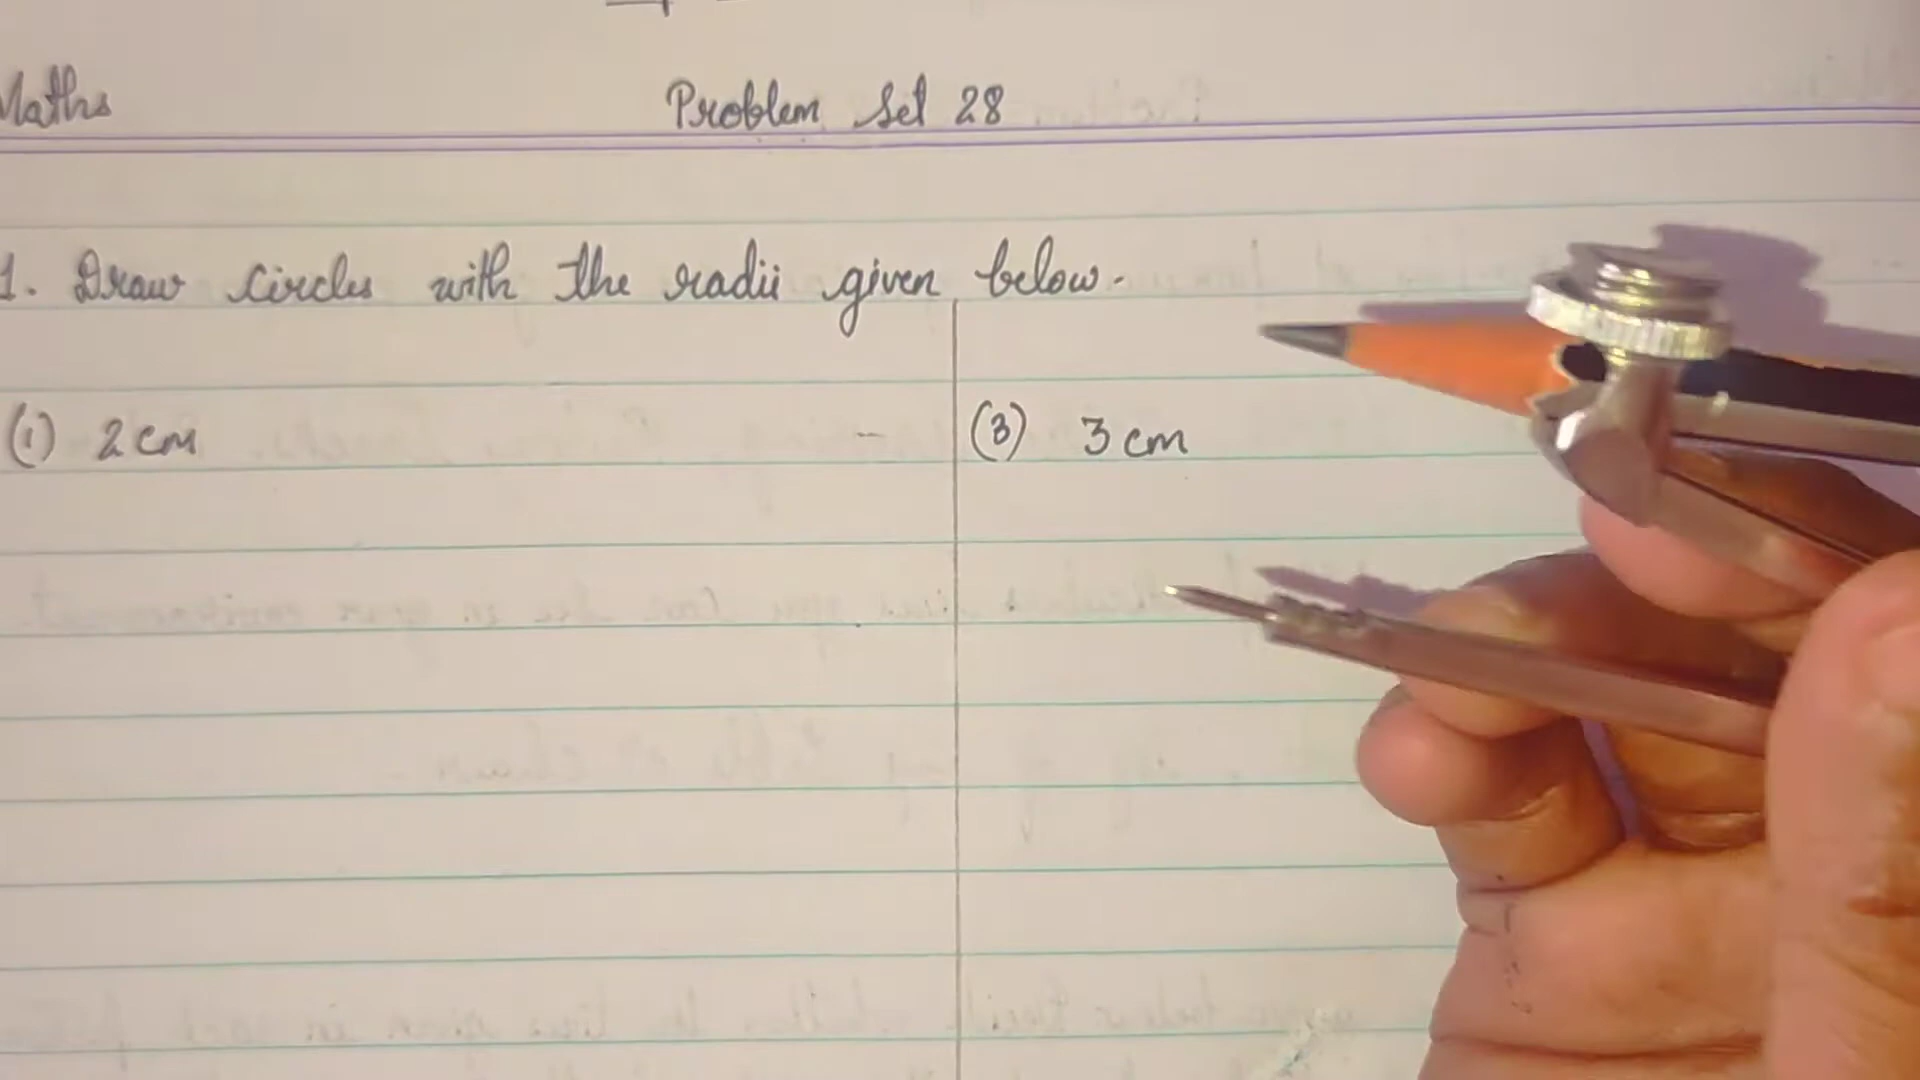 Maths
Problem Set 28
1. Draw circles with the radii given below.
(1) 2 cm
(3) 3 cm